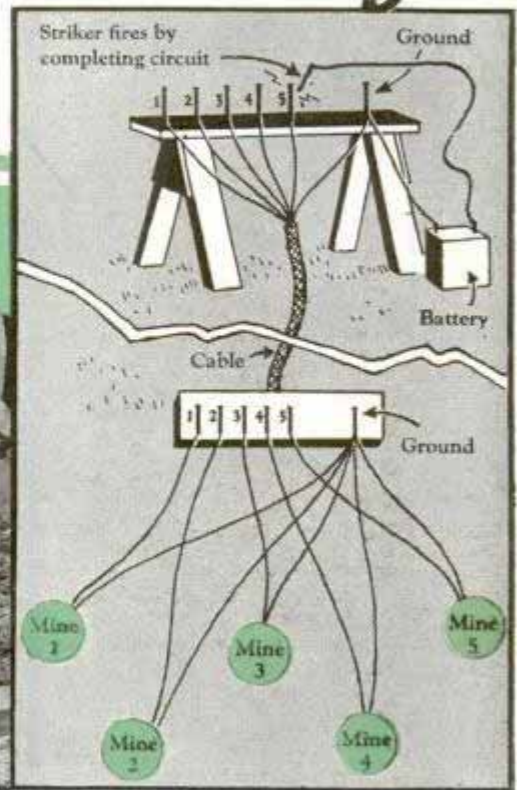 Striker fires by
completing circuit
Ground
1 2 3 4 5
Battery
Cable
1 2 3 4 5
Ground
Mine
1
Mine
2
Mine
3
Mine
4
Mine
5